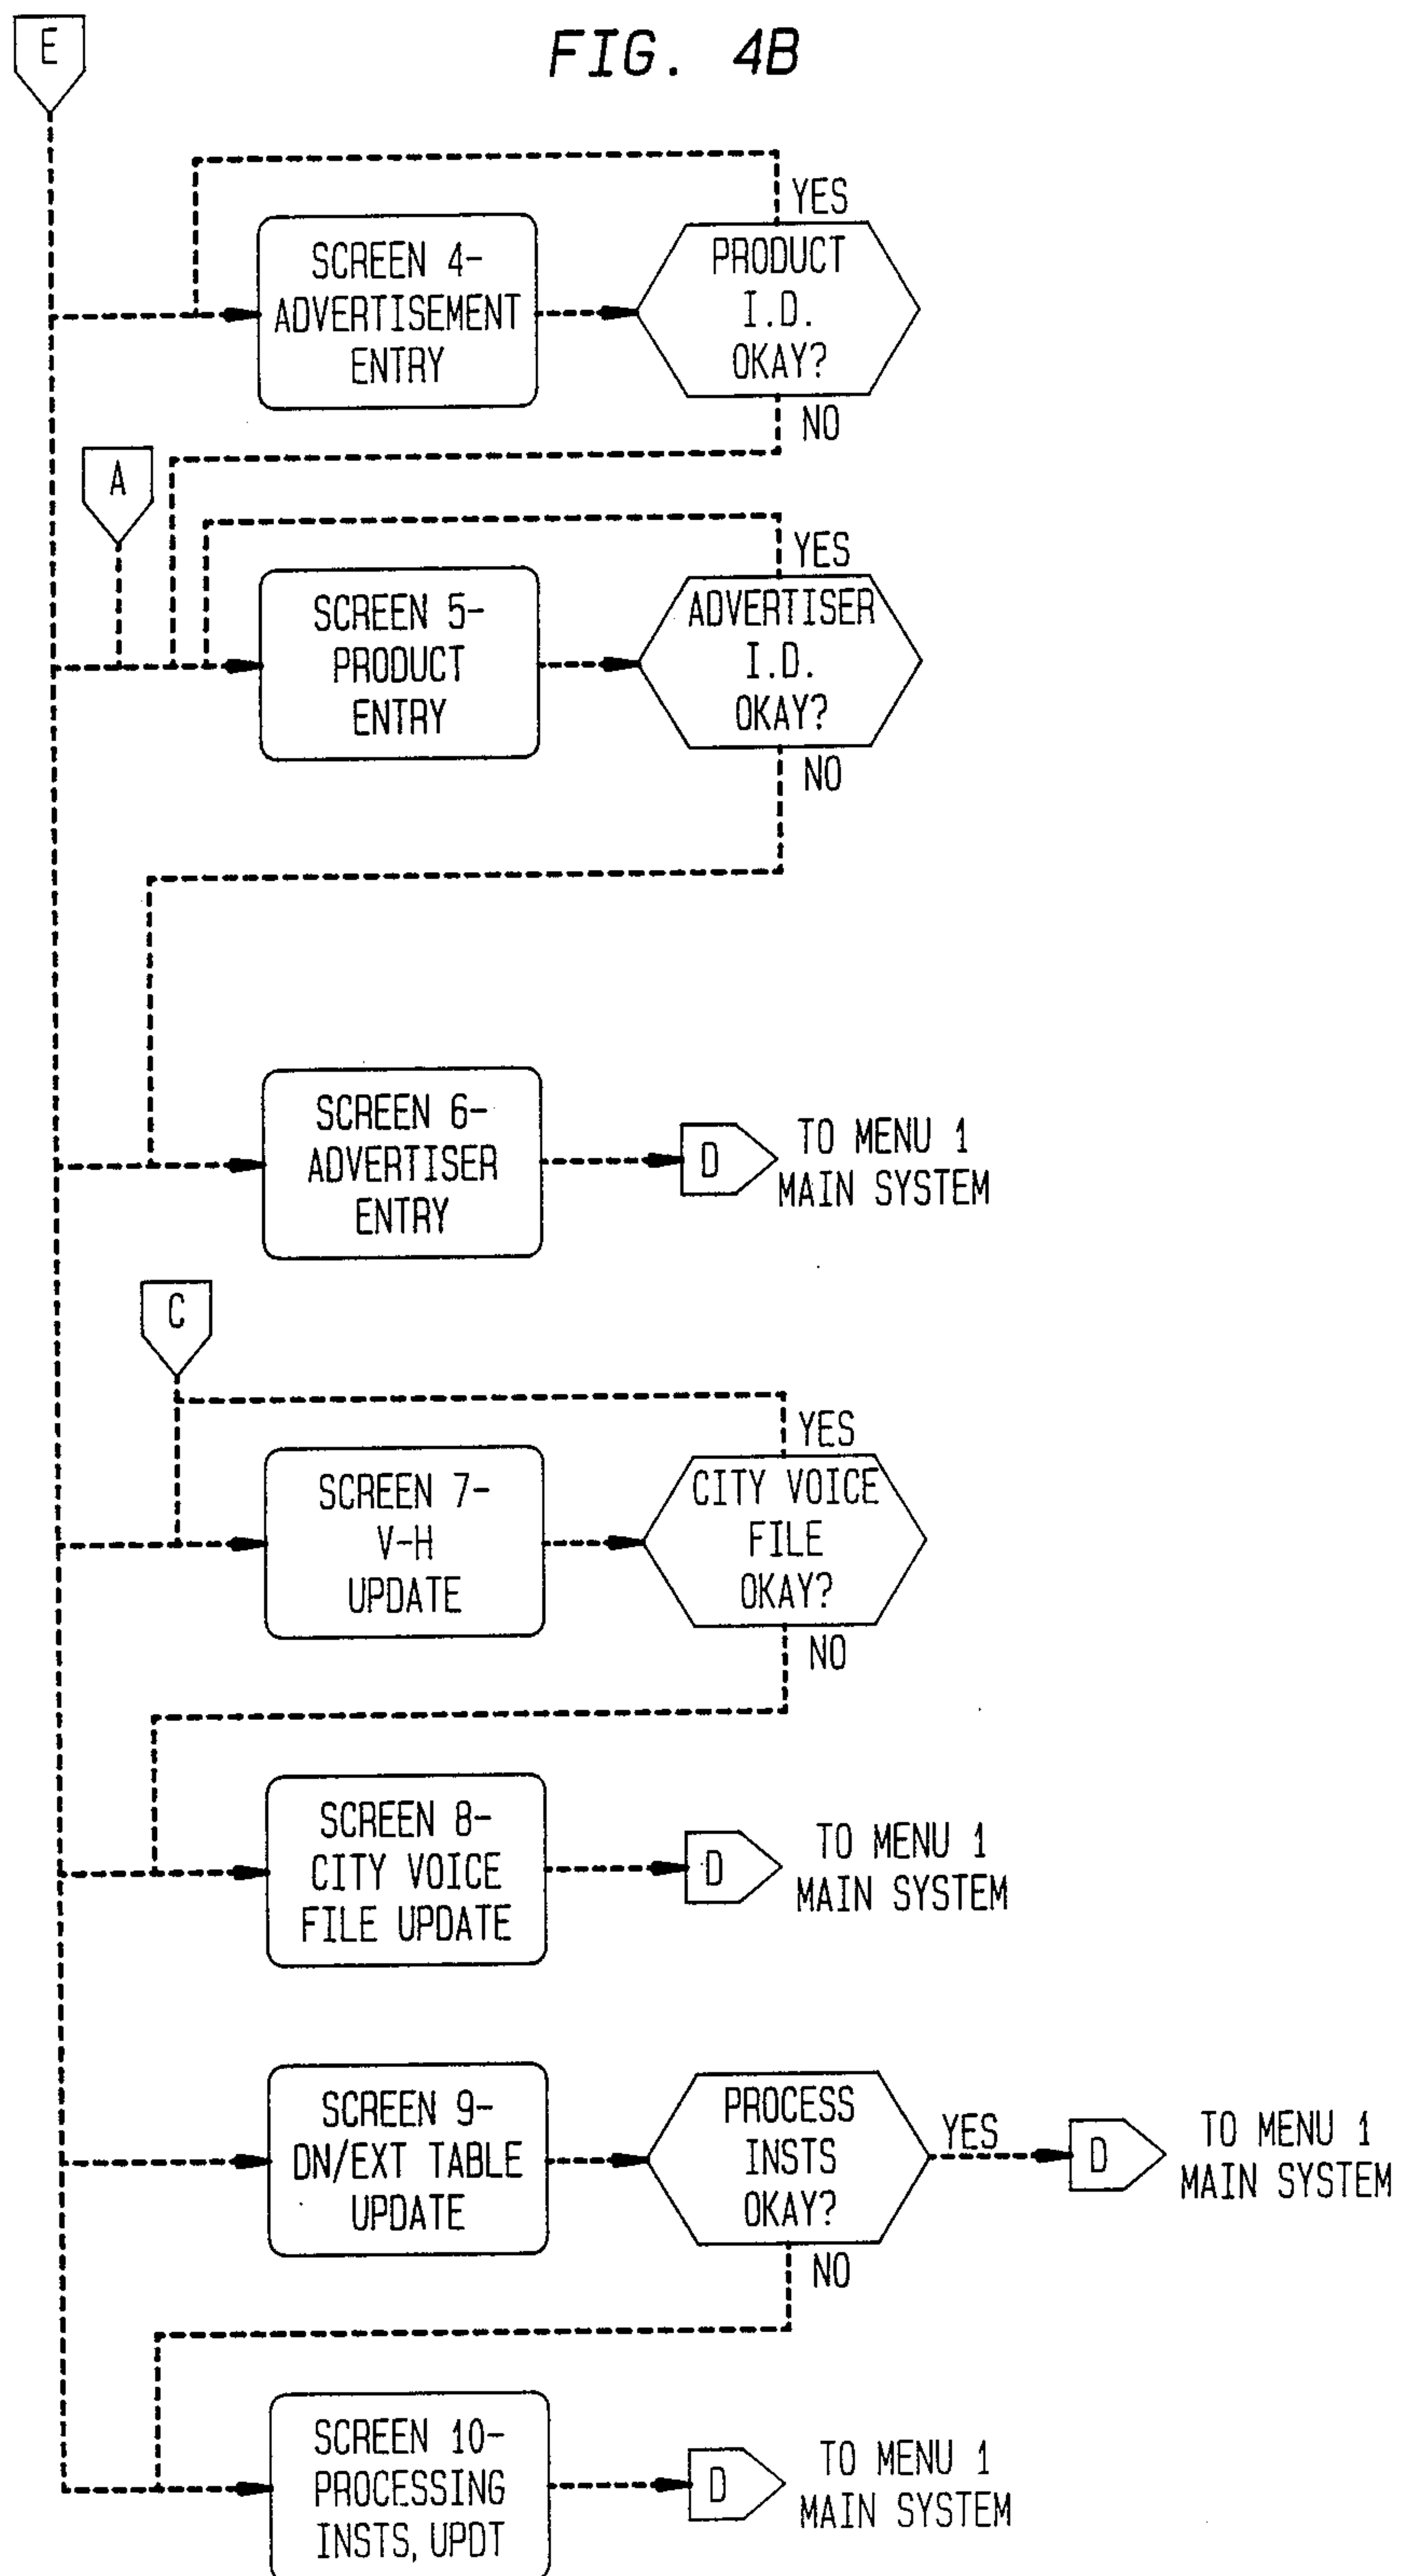 E
FIG. 4B
YES
SCREEN 4-
ADVERTISEMENT
ENTRY
PRODUCT
I.D.
OKAY?
NO
A
YES
SCREEN 5-
PRODUCT
ENTRY
ADVERTISER
I.D.
OKAY?
NO
SCREEN 6-
ADVERTISER
ENTRY
D
TO MENU 1
MAIN SYSTEM
C
YES
SCREEN 7-
V-H
UPDATE
CITY VOICE
FILE
OKAY?
NO
SCREEN 8-
CITY VOICE
FILE UPDATE
D
TO MENU 1
MAIN SYSTEM
SCREEN 9-
DN/EXT TABLE
UPDATE
PROCESS
INSTS
OKAY?
YES
D
TO MENU 1
MAIN SYSTEM
NO
SCREEN 10-
PROCESSING
INSTS, UPDT
D
TO MENU 1
MAIN SYSTEM